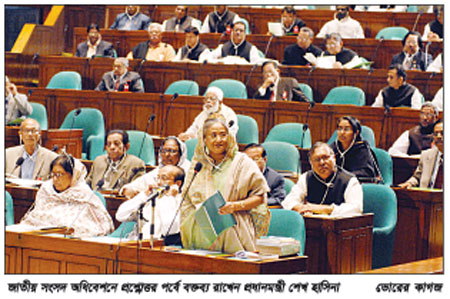 জাতীয় সংসদ অধিবেশনে প্রশ্নোত্তর পর্বে বক্তব্য রাখেন প্রধানমন্ত্রী শেখ হাসিনা ভোরের কাগজ